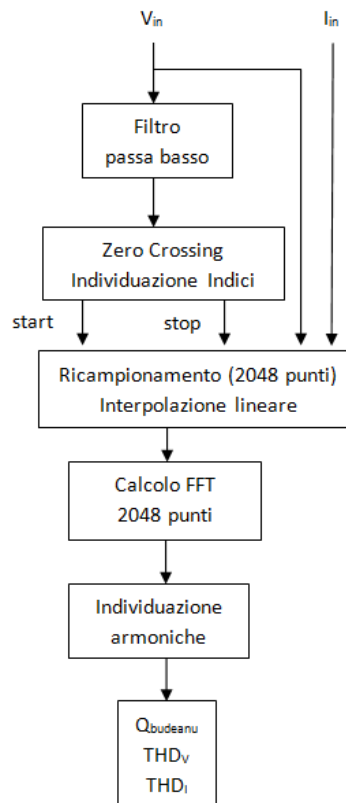 Vin Iin
Filtro
passa basso
Zero Crossing
Individuazione Indici
start stop
Ricampionamento (2048 punti)
Interpolazione lineare
Calcolo FFT
2048 punti
Individuazione
armoniche
Qbudeanu
THDV
THDI